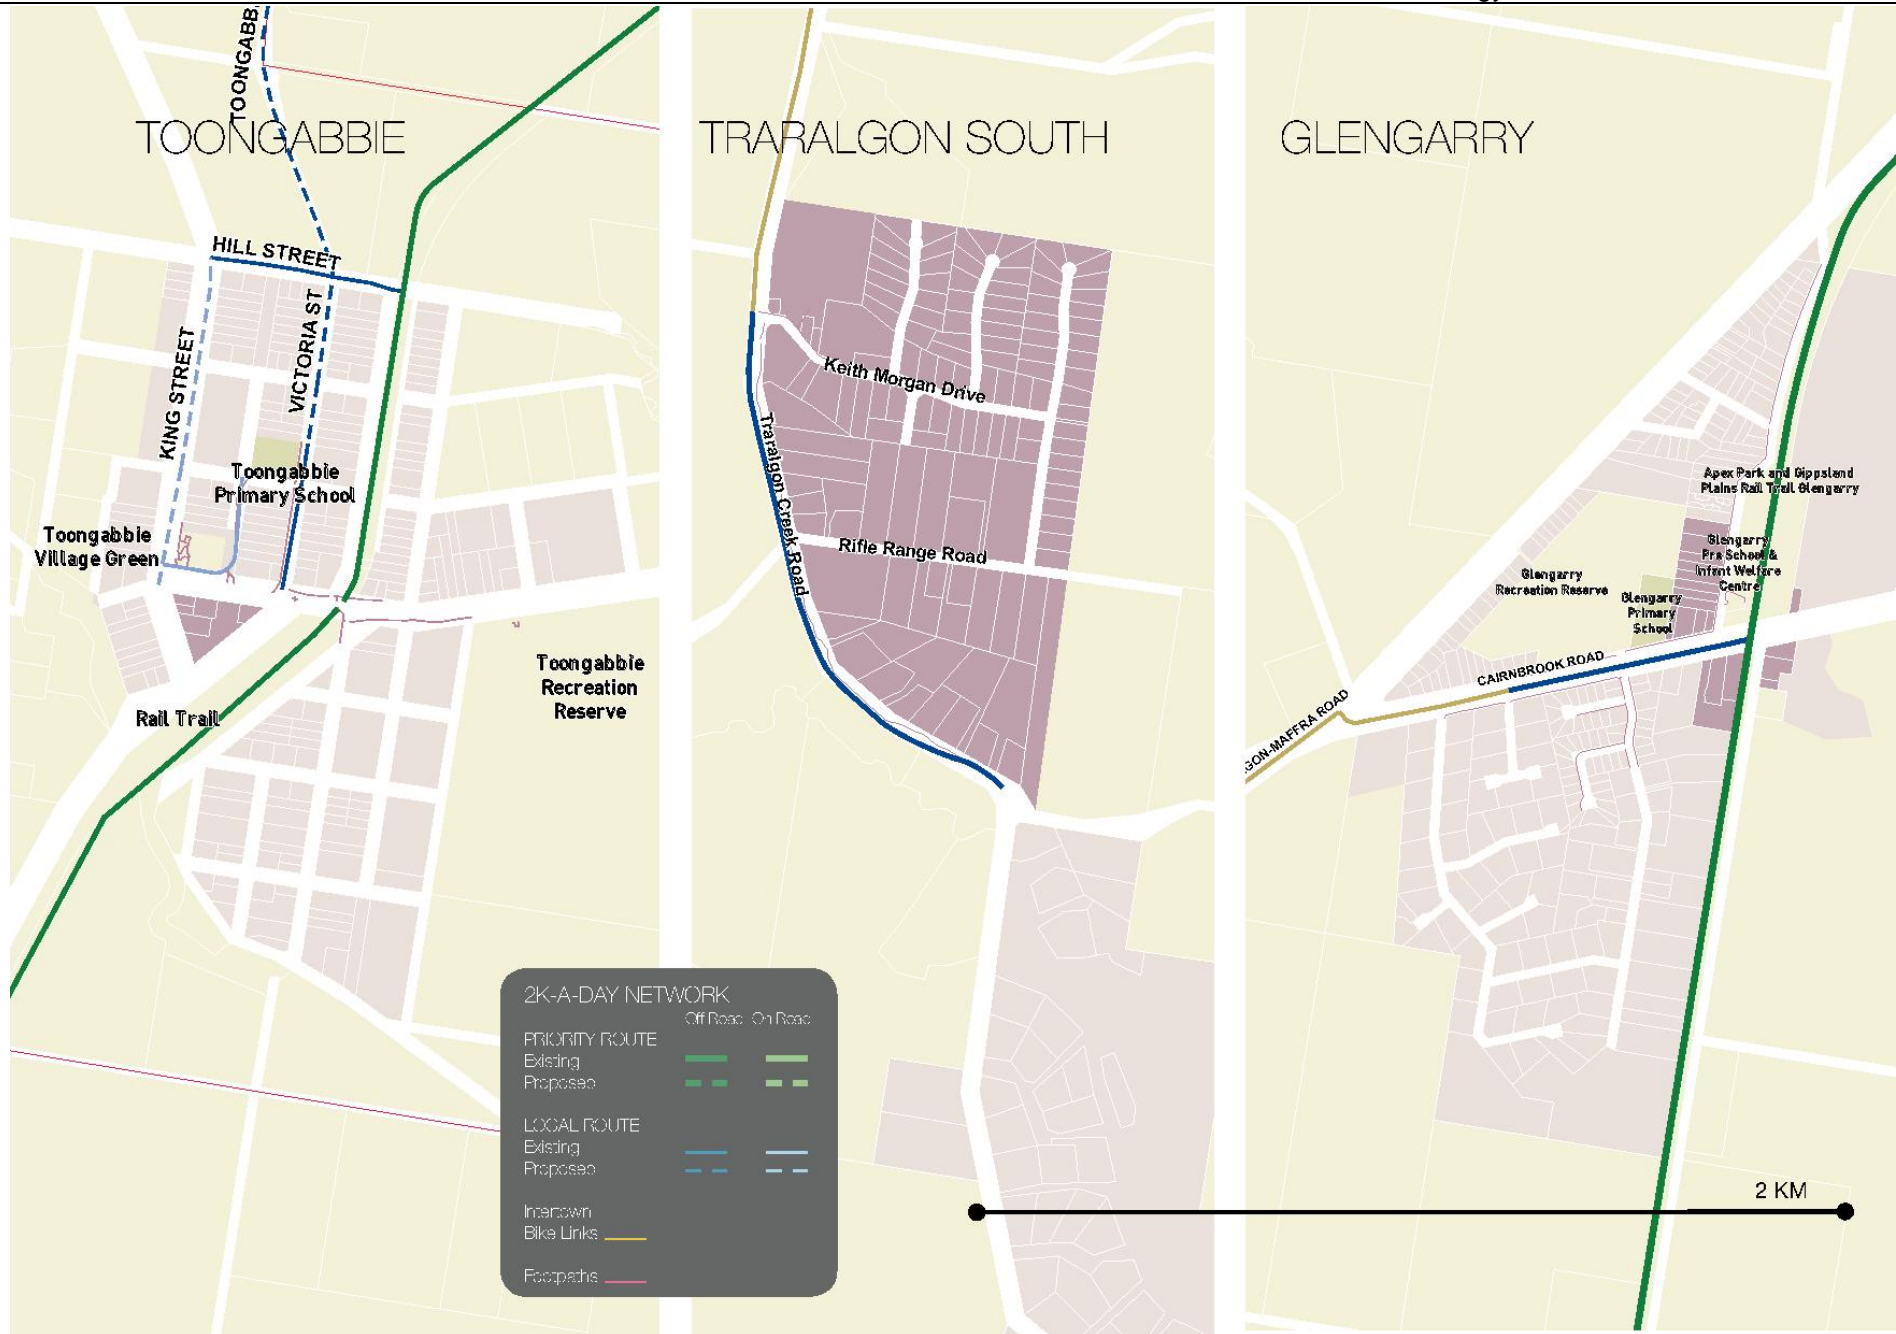 TOONGABBIE
TRARALGON SOUTH
GLENGARRY
HILL STREET
KING STREET
VICTORIA ST
Toongabbie
Primary School
Toongabbie
Village Green
Toongabbie
Recreation
Reserve
Rail Trail
Keith Morgan Drive
Traralgon Creek Road
Rifle Range Road
Apex Park and Gippsland
Plains Rail Trail Glengarry
Glengarry
Pre School &
Infant Welfare
Centre
Glengarry
Recreation Reserve
Glengarry
Primary
School
CAIRNBROOK ROAD
GON-MAFFRA ROAD
2K-A-DAY NETWORK
Off Road On Road
PRIORITY ROUTE
Existing
Proposed
LOCAL ROUTE
Existing
Proposed
Intertown
Bike Links
Footpaths
2 KM